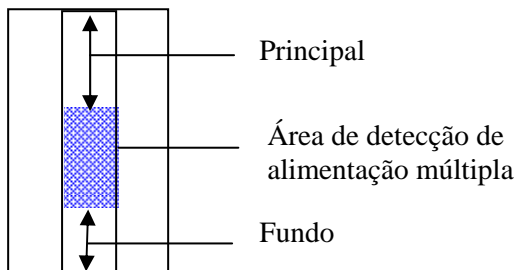 Principal
Área de detecção de
alimentação múltipla
Fundo